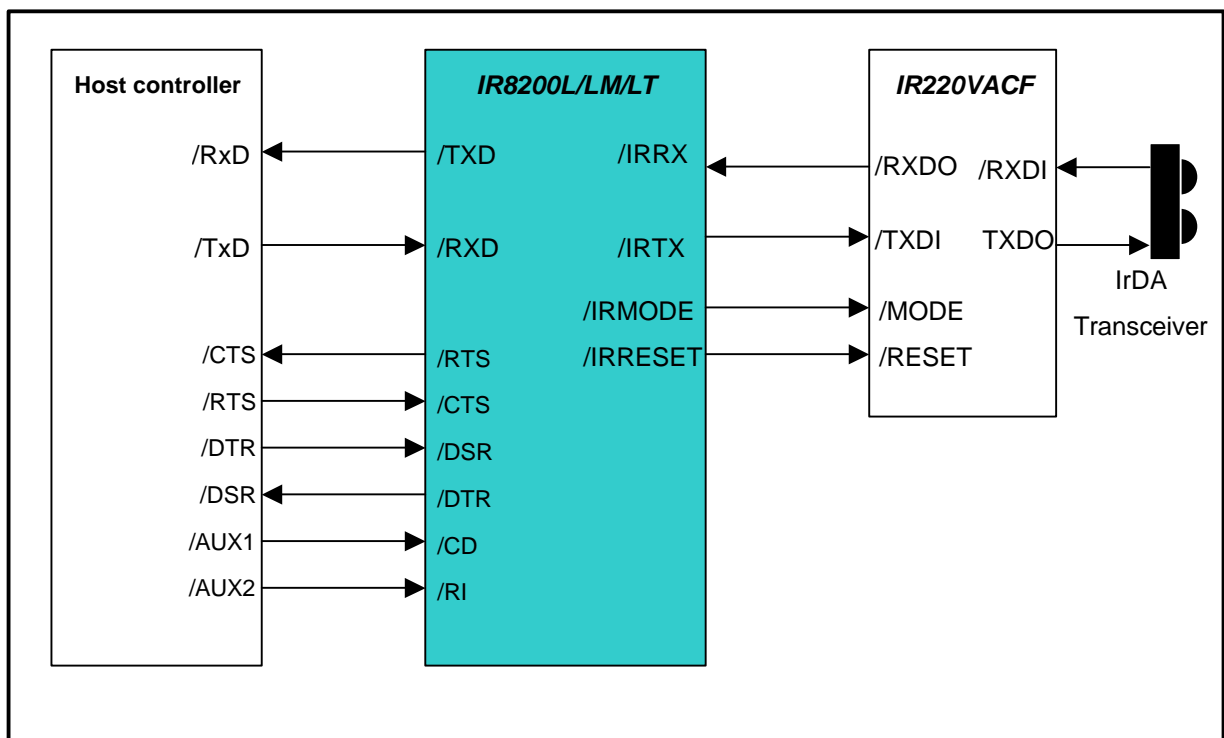 Host controller
/RxD
/TxD
/CTS
/RTS
/DTR
/DSR
/AUX1
/AUX2
IR8200L/LM/LT
/TXD
/RXD
/RTS
/CTS
/DSR
/DTR
/CD
/RI
/IRRX
/IRTX
/IRMODE
/IRRESET
IR220VACF
/RXDO
/TXDI
/MODE
/RESET
/RXDI
TXDO
IrDA
Transceiver